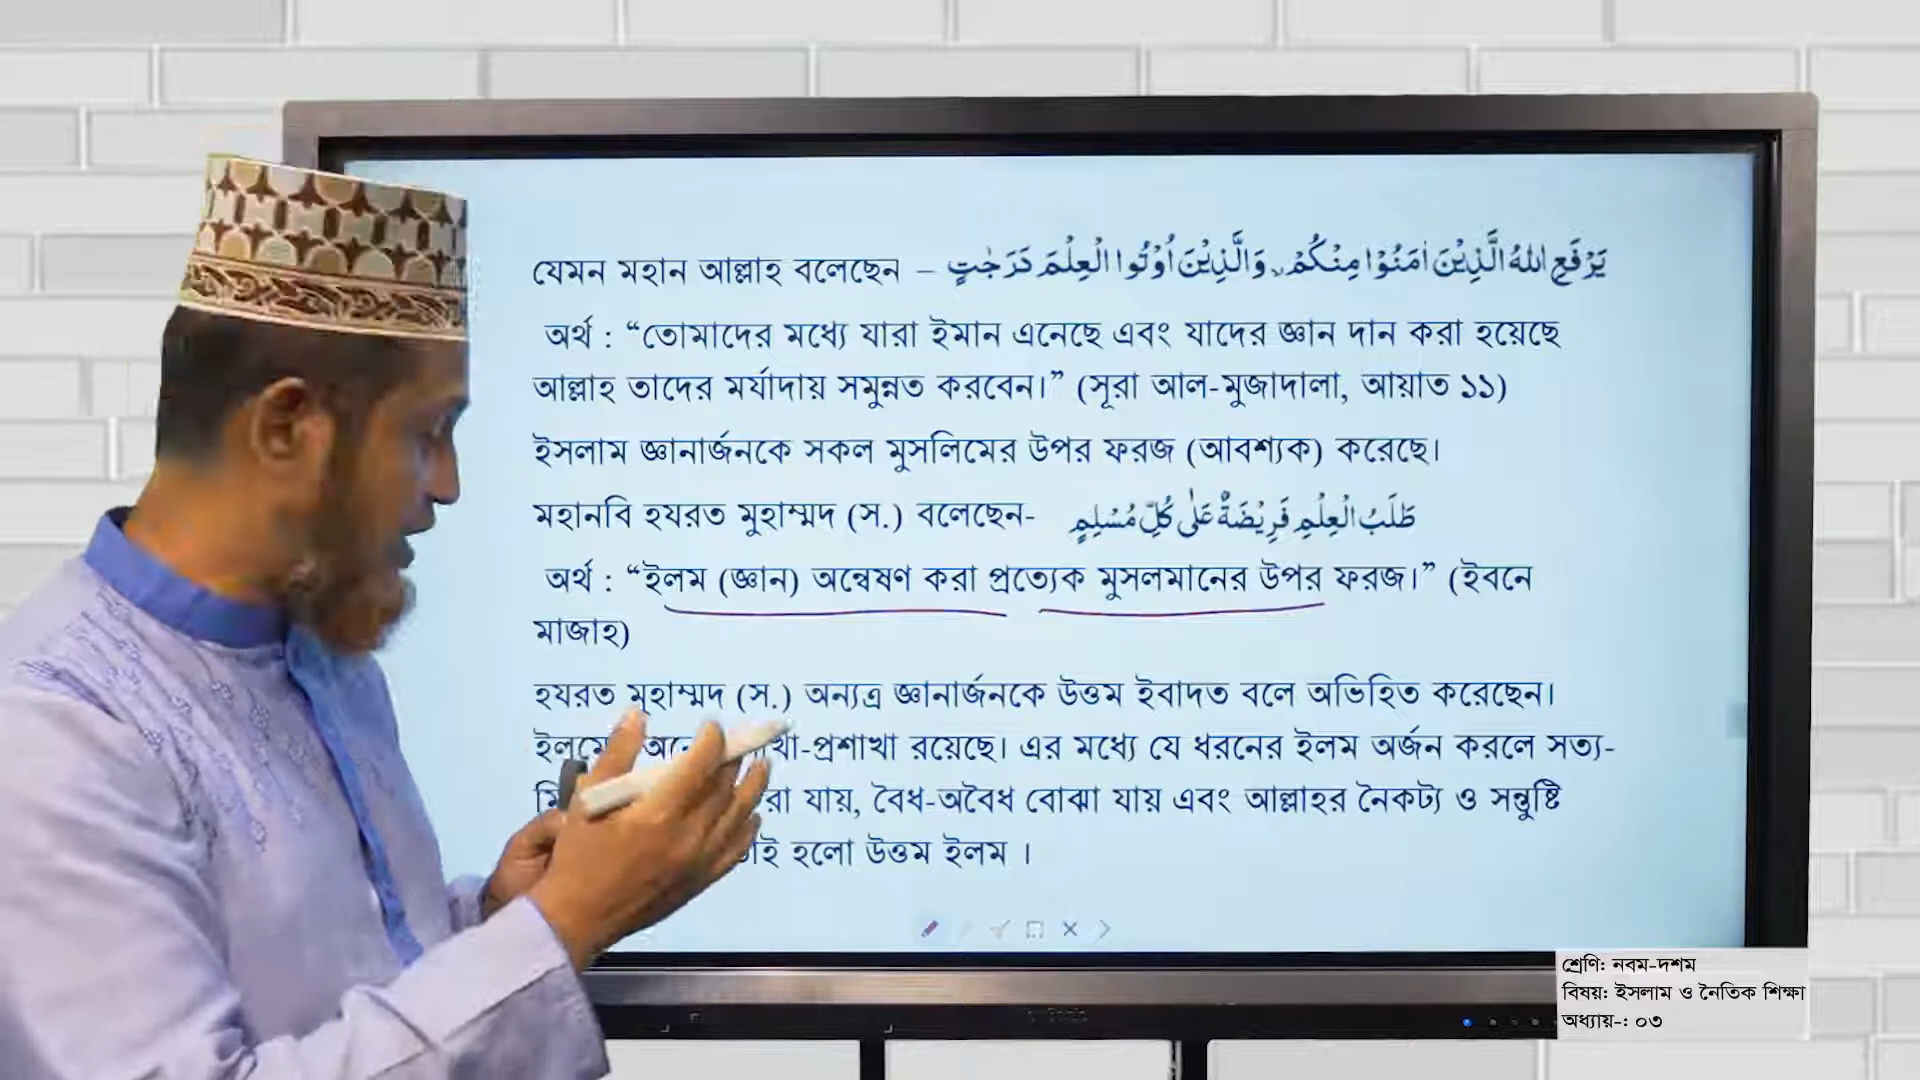 যেমন মহান আল্লাহ বলেছেন – يَرْفَعِ اللهُ الَّذِيْنَ اٰمَنُوْا مِنْكُمْ ۙ وَالَّذِيْنَ اُوْتُوا الْعِلْمَ دَرَجٰتٍ
অর্থ : “তোমাদের মধ্যে যারা ইমান এনেছে এবং যাদের জ্ঞান দান করা হয়েছে
আল্লাহ তাদের মর্যাদায় সমুন্নত করবেন।” (সূরা আল-মুজাদালা, আয়াত ১১)
ইসলাম জ্ঞানার্জনকে সকল মুসলিমের উপর ফরজ (আবশ্যক) করেছে।
মহানবি হযরত মুহাম্মদ (স.) বলেছেন- طَلَبُ الْعِلْمِ فَرِيْضَةٌ عَلٰى كُلِّ مُسْلِمٍ
অর্থ : “ইলম (জ্ঞান) অন্বেষণ করা প্রত্যেক মুসলমানের উপর ফরজ।” (ইবনে
মাজাহ)
হযরত মুহাম্মদ (স.) অন্যত্র জ্ঞানার্জনকে উত্তম ইবাদত বলে অভিহিত করেছেন।
রয়েছে। এর মধ্যে যে ধরনের ইলম অর্জন করলে সত্য-
যায়, বৈধ-অবৈধ বোঝা যায় এবং আল্লাহর নৈকট্য ও সন্তুষ্টি
হলো উত্তম ইলম ।
শ্রেণি: নবম-দশম
বিষয়: ইসলাম ও নৈতিক শিক্ষা
অধ্যায়-: ০৩